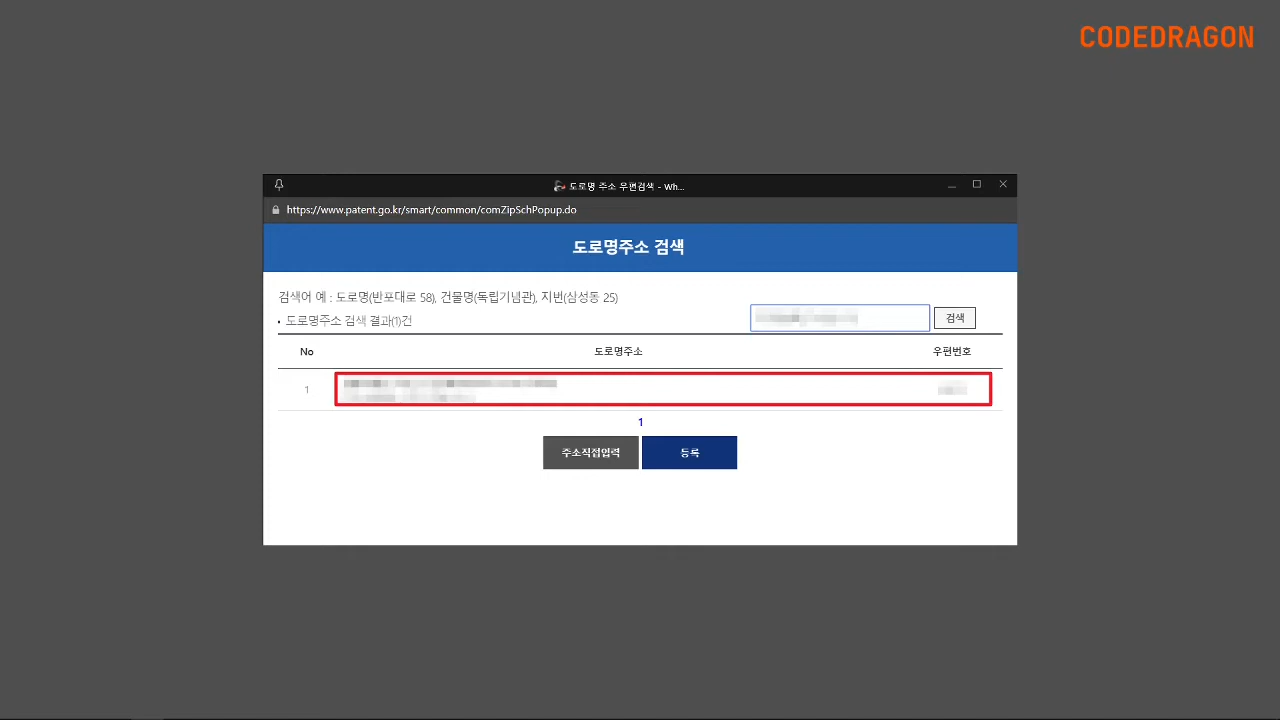 CODEDRAGON
도로명 주소 우편검색 - Wh...
https://www.patent.go.kr/smart/common/comZipSchPopup.do
도로명주소 검색
검색어 예 : 도로명(반포대로 58), 건물명(독립기념관), 지번(삼성동 25)
• 도로명주소 검색 결과(1)건
검색
No 도로명주소 우편번호
1
1
주소직접입력 등록